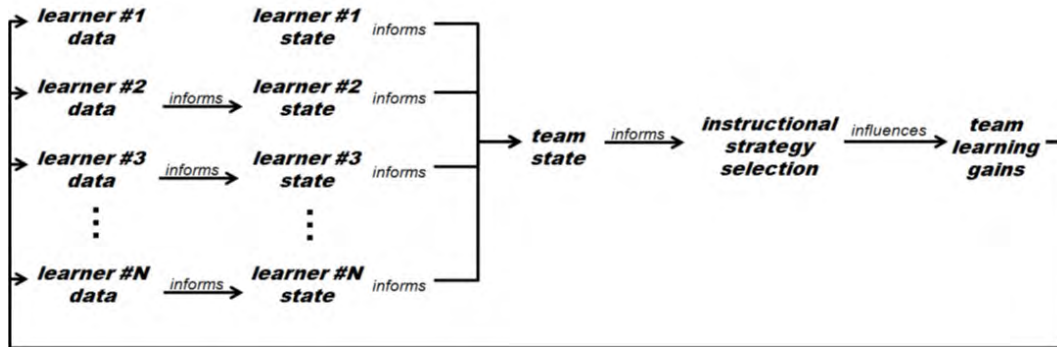 learner #1
data
learner #1
state
informs
learner #2
data
informs
learner #2
state
informs
learner #3
data
informs
learner #3
state
informs
learner #N
data
informs
learner #N
state
informs
team
state
informs
instructional
strategy
selection
influences
team
learning
gains